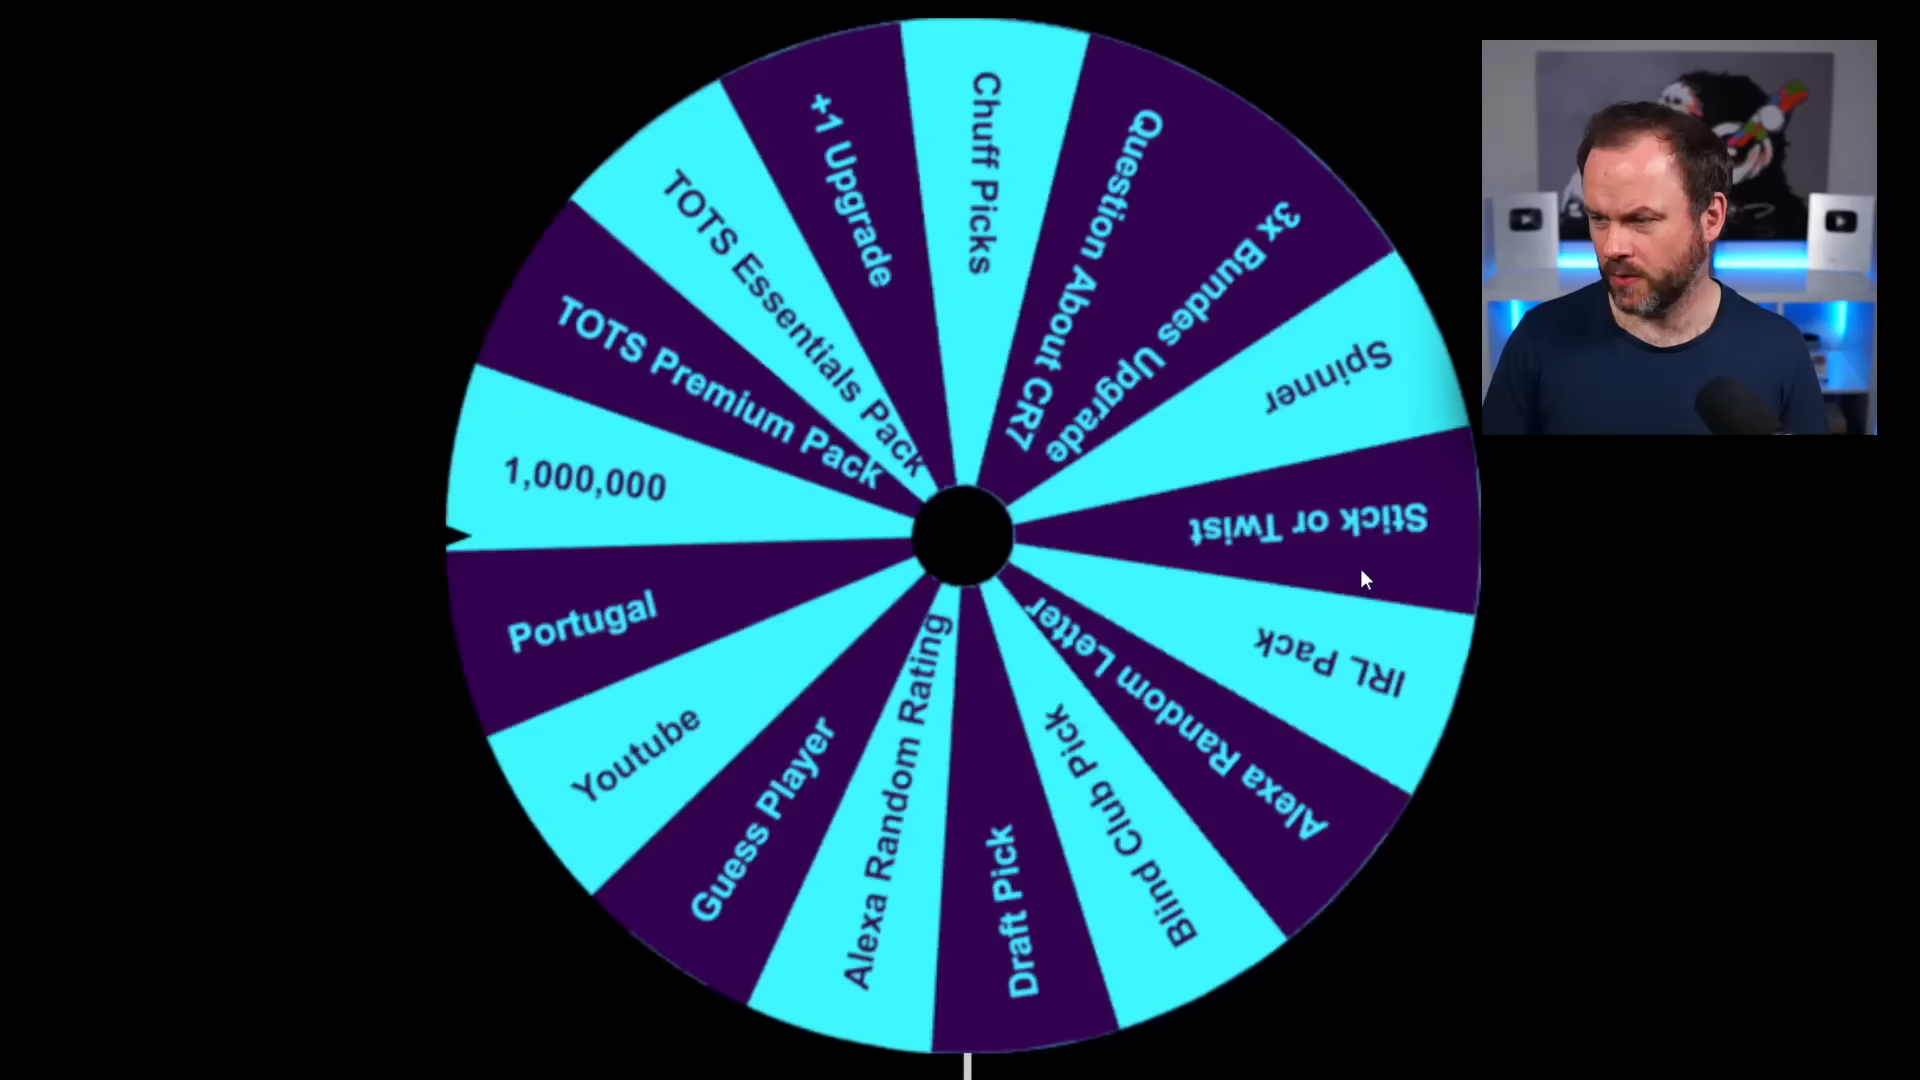 Chuff Picks
Question About CR7
3x Bundes Upgrade
Spinner
Stick or Twist
IRL Pack
Alexa Random Letter
Blind Club Pick
Draft Pick
Alexa Random Rating
Guess Player
Youtube
Portugal
1,000,000
TOTS Premium Pack
TOTS Essentials Pack
+1 Upgrade